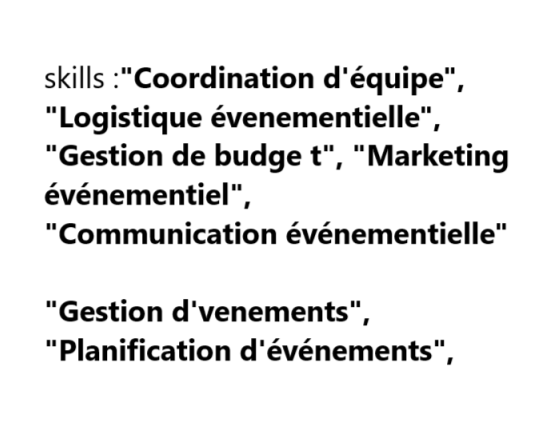 skills :"Coordination d'équipe",
"Logistique évenementielle",
"Gestion de budge t", "Marketing
événementiel",
"Communication événementielle"
"Gestion d'venements",
"Planification d'événements",